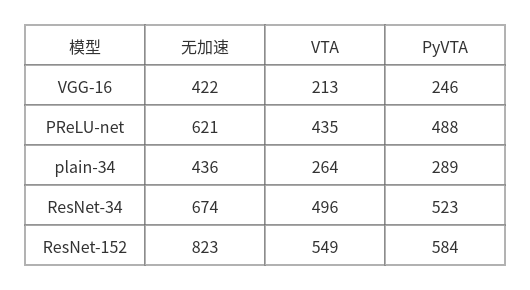 模型 无加速 VTA PyVTA
VGG-16 422 213 246
PReLU-net 621 435 488
plain-34 436 264 289
ResNet-34 674 496 523
ResNet-152 823 549 584